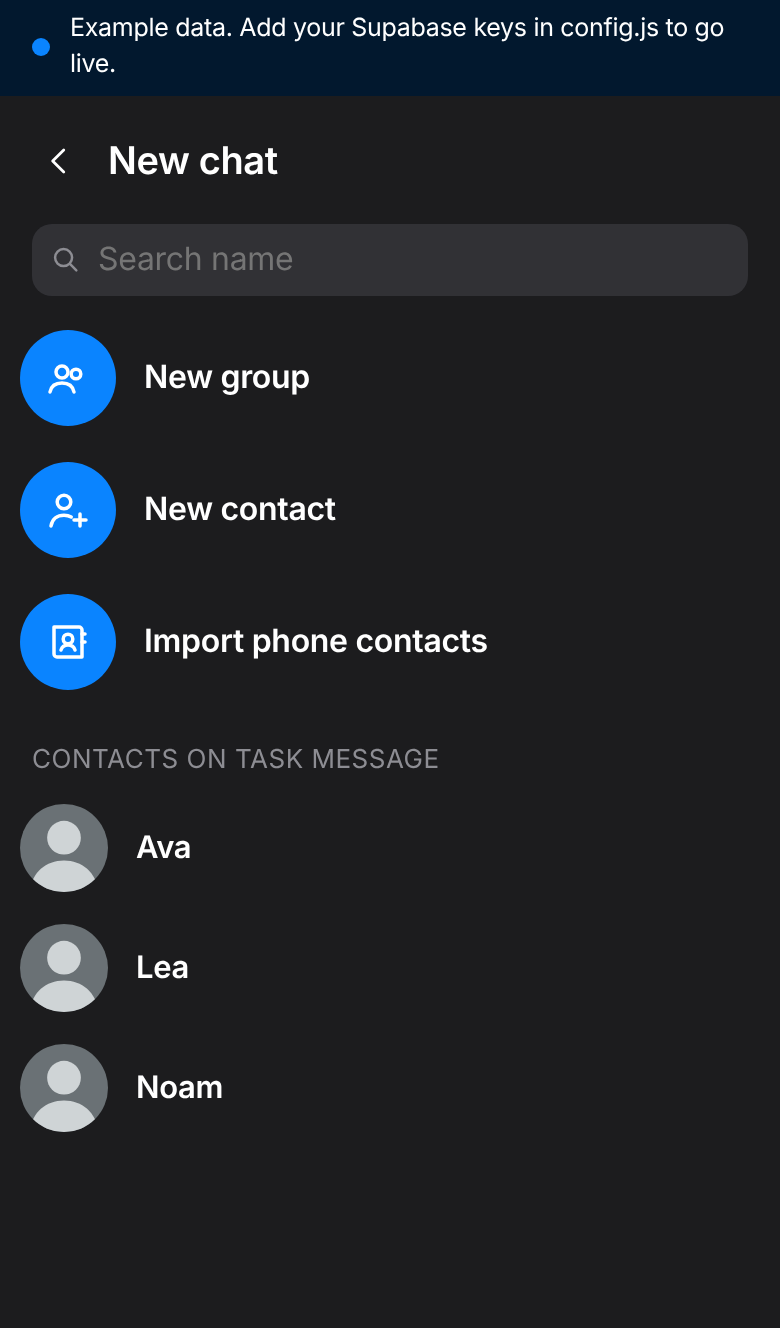 Example data. Add your Supabase keys in config.js to go
live.
New chat
Search name
New group
New contact
Import phone contacts
CONTACTS ON TASK MESSAGE
Ava
Lea
Noam